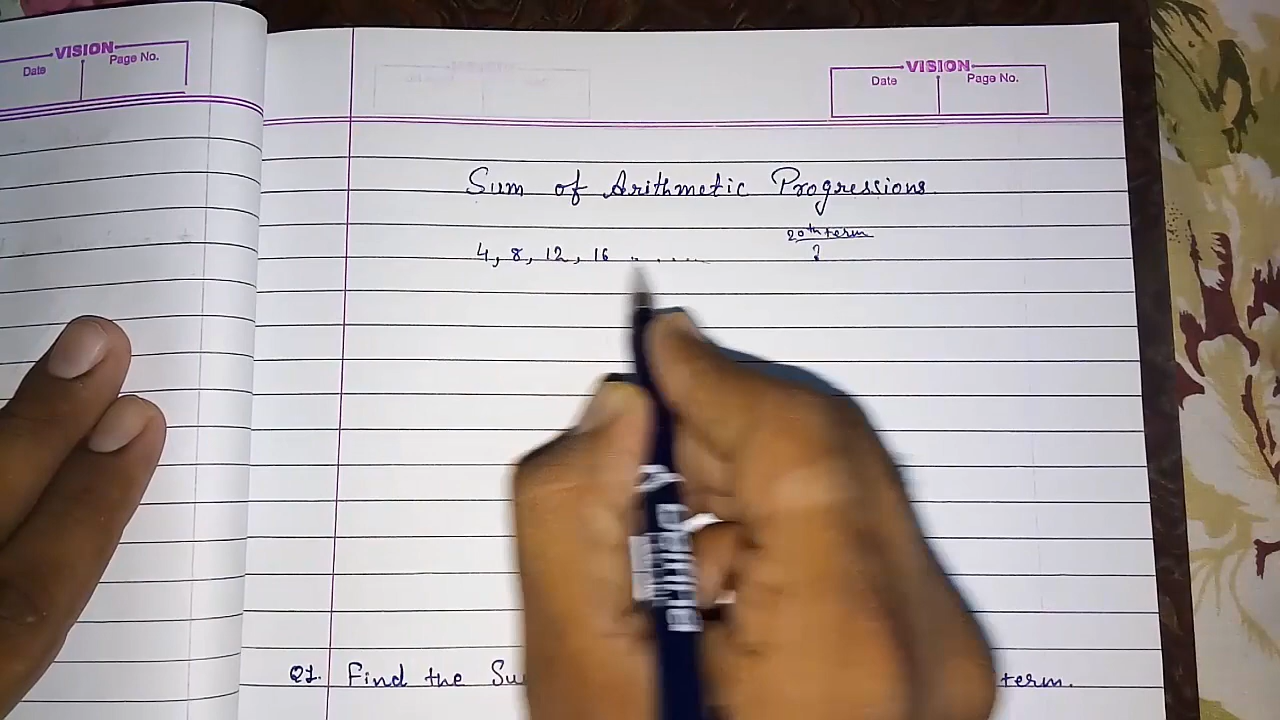 VISION
Date Page No.
VISION
Date Page No.
Sum of Arithmetic Progressions
20th term
4, 8, 12, 16 ....... ?
Q1. Find the Su term.